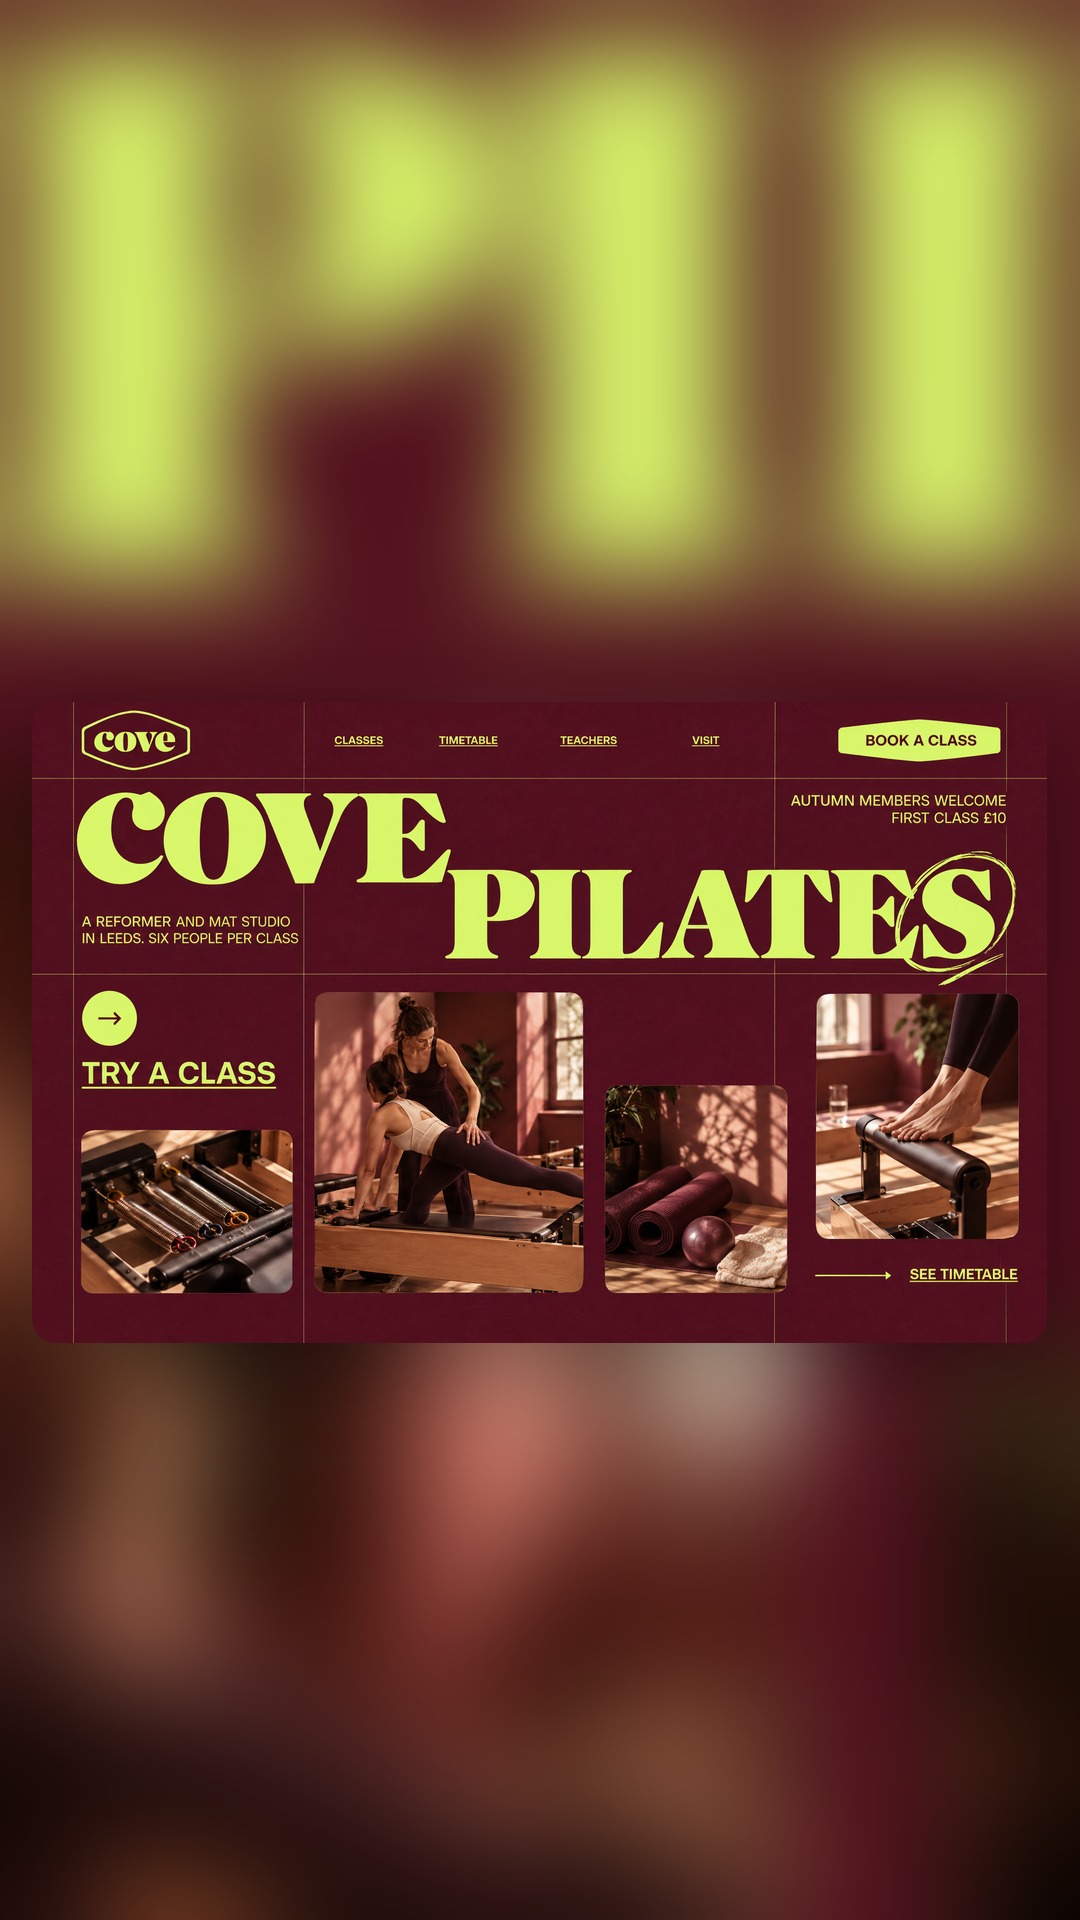 cove
CLASSES
TIMETABLE
TEACHERS
VISIT
BOOK A CLASS
COVE
PILATES
AUTUMN MEMBERS WELCOME
FIRST CLASS £10
A REFORMER AND MAT STUDIO
IN LEEDS. SIX PEOPLE PER CLASS
→
TRY A CLASS
SEE TIMETABLE